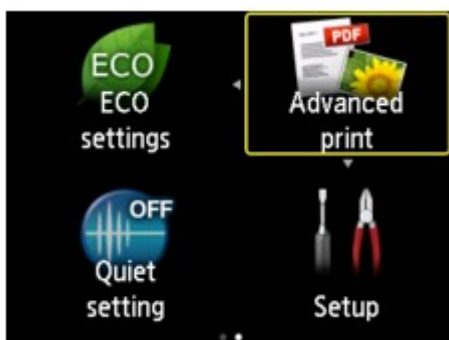 ECO
ECO
settings
PDF
Advanced
print
OFF
Quiet
setting
Setup